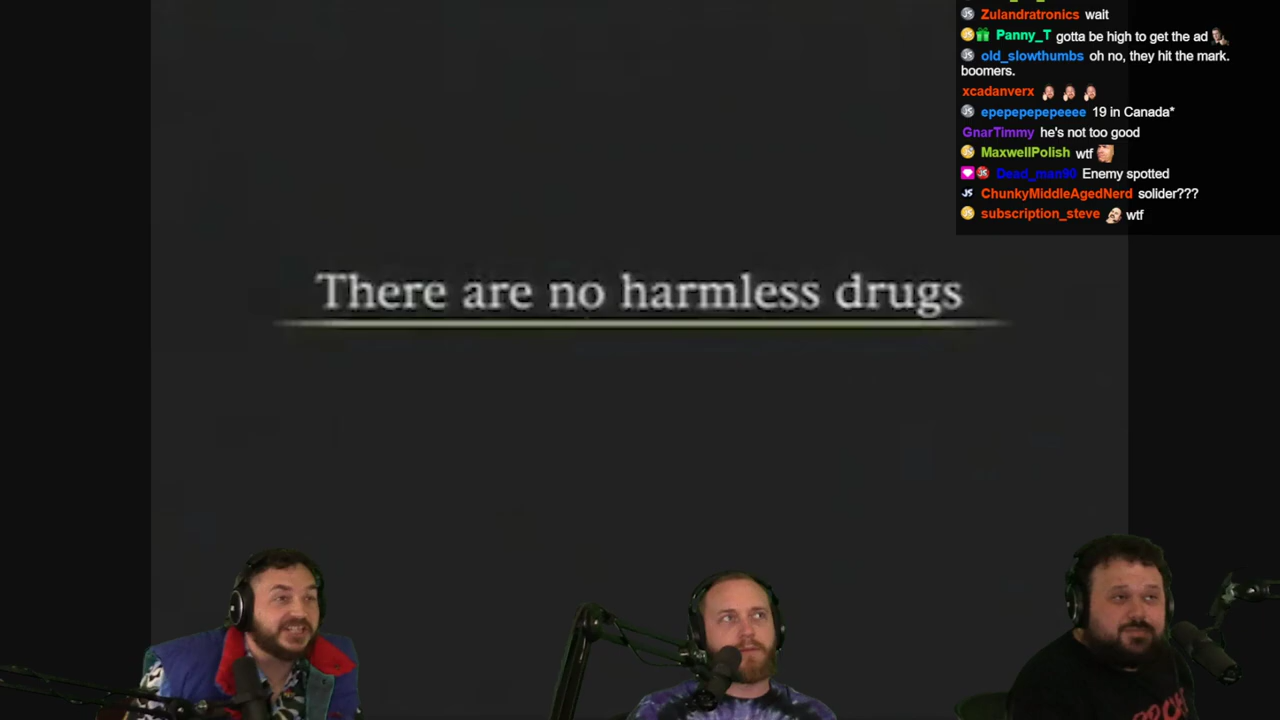 Zulandratronics wait
Panny_T gotta be high to get the ad
old_slowthumbs oh no, they hit the mark.
boomers.
xcadanverx
epepepepepeeee 19 in Canada*
GnarTimmy he's not too good
MaxwellPolish wtf
Dead_man90 Enemy spotted
ChunkyMiddleAgedNerd solider???
subscription_steve wtf
There are no harmless drugs